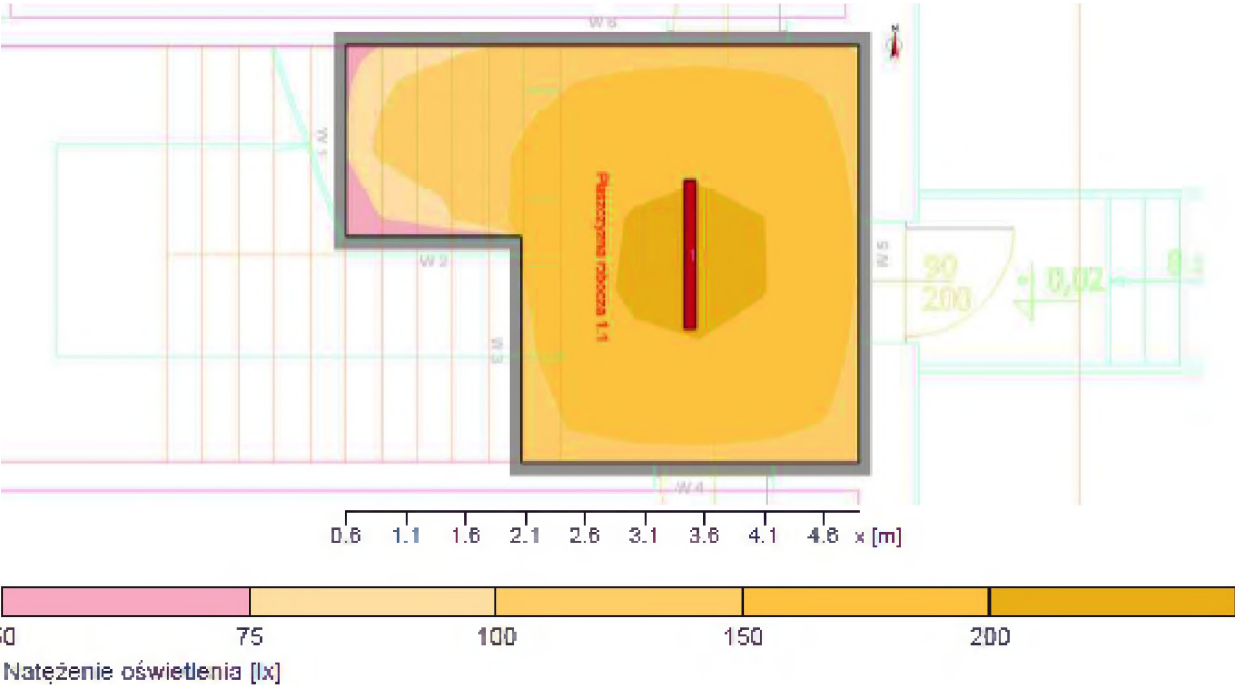 W 6
W 1
Płaszczyzna robocza 1.1
W 5
W 2
90
200
0,02
8
W 3
W 4
0.6 1.1 1.6 2.1 2.6 3.1 3.6 4.1 4.6 x [m]
75 100 150 200
Natężenie oświetlenia [lx]